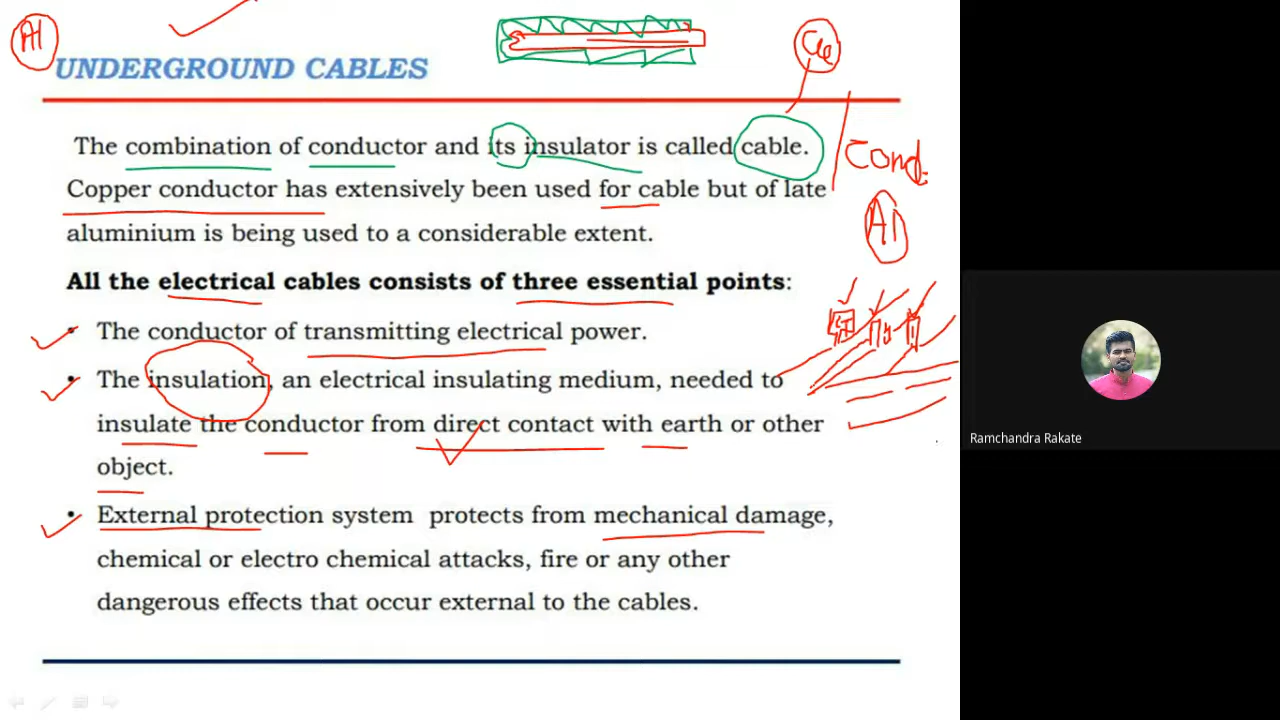 Al
Cu
UNDERGROUND CABLES
The combination of conductor and its insulator is called cable.
Cond.
Copper conductor has extensively been used for cable but of late
Al
aluminium is being used to a considerable extent.
All the electrical cables consists of three essential points:
• The conductor of transmitting electrical power.
• The insulation, an electrical insulating medium, needed to
insulate the conductor from direct contact with earth or other
object.
Ramchandra Rakate
• External protection system protects from mechanical damage,
chemical or electro chemical attacks, fire or any other
dangerous effects that occur external to the cables.